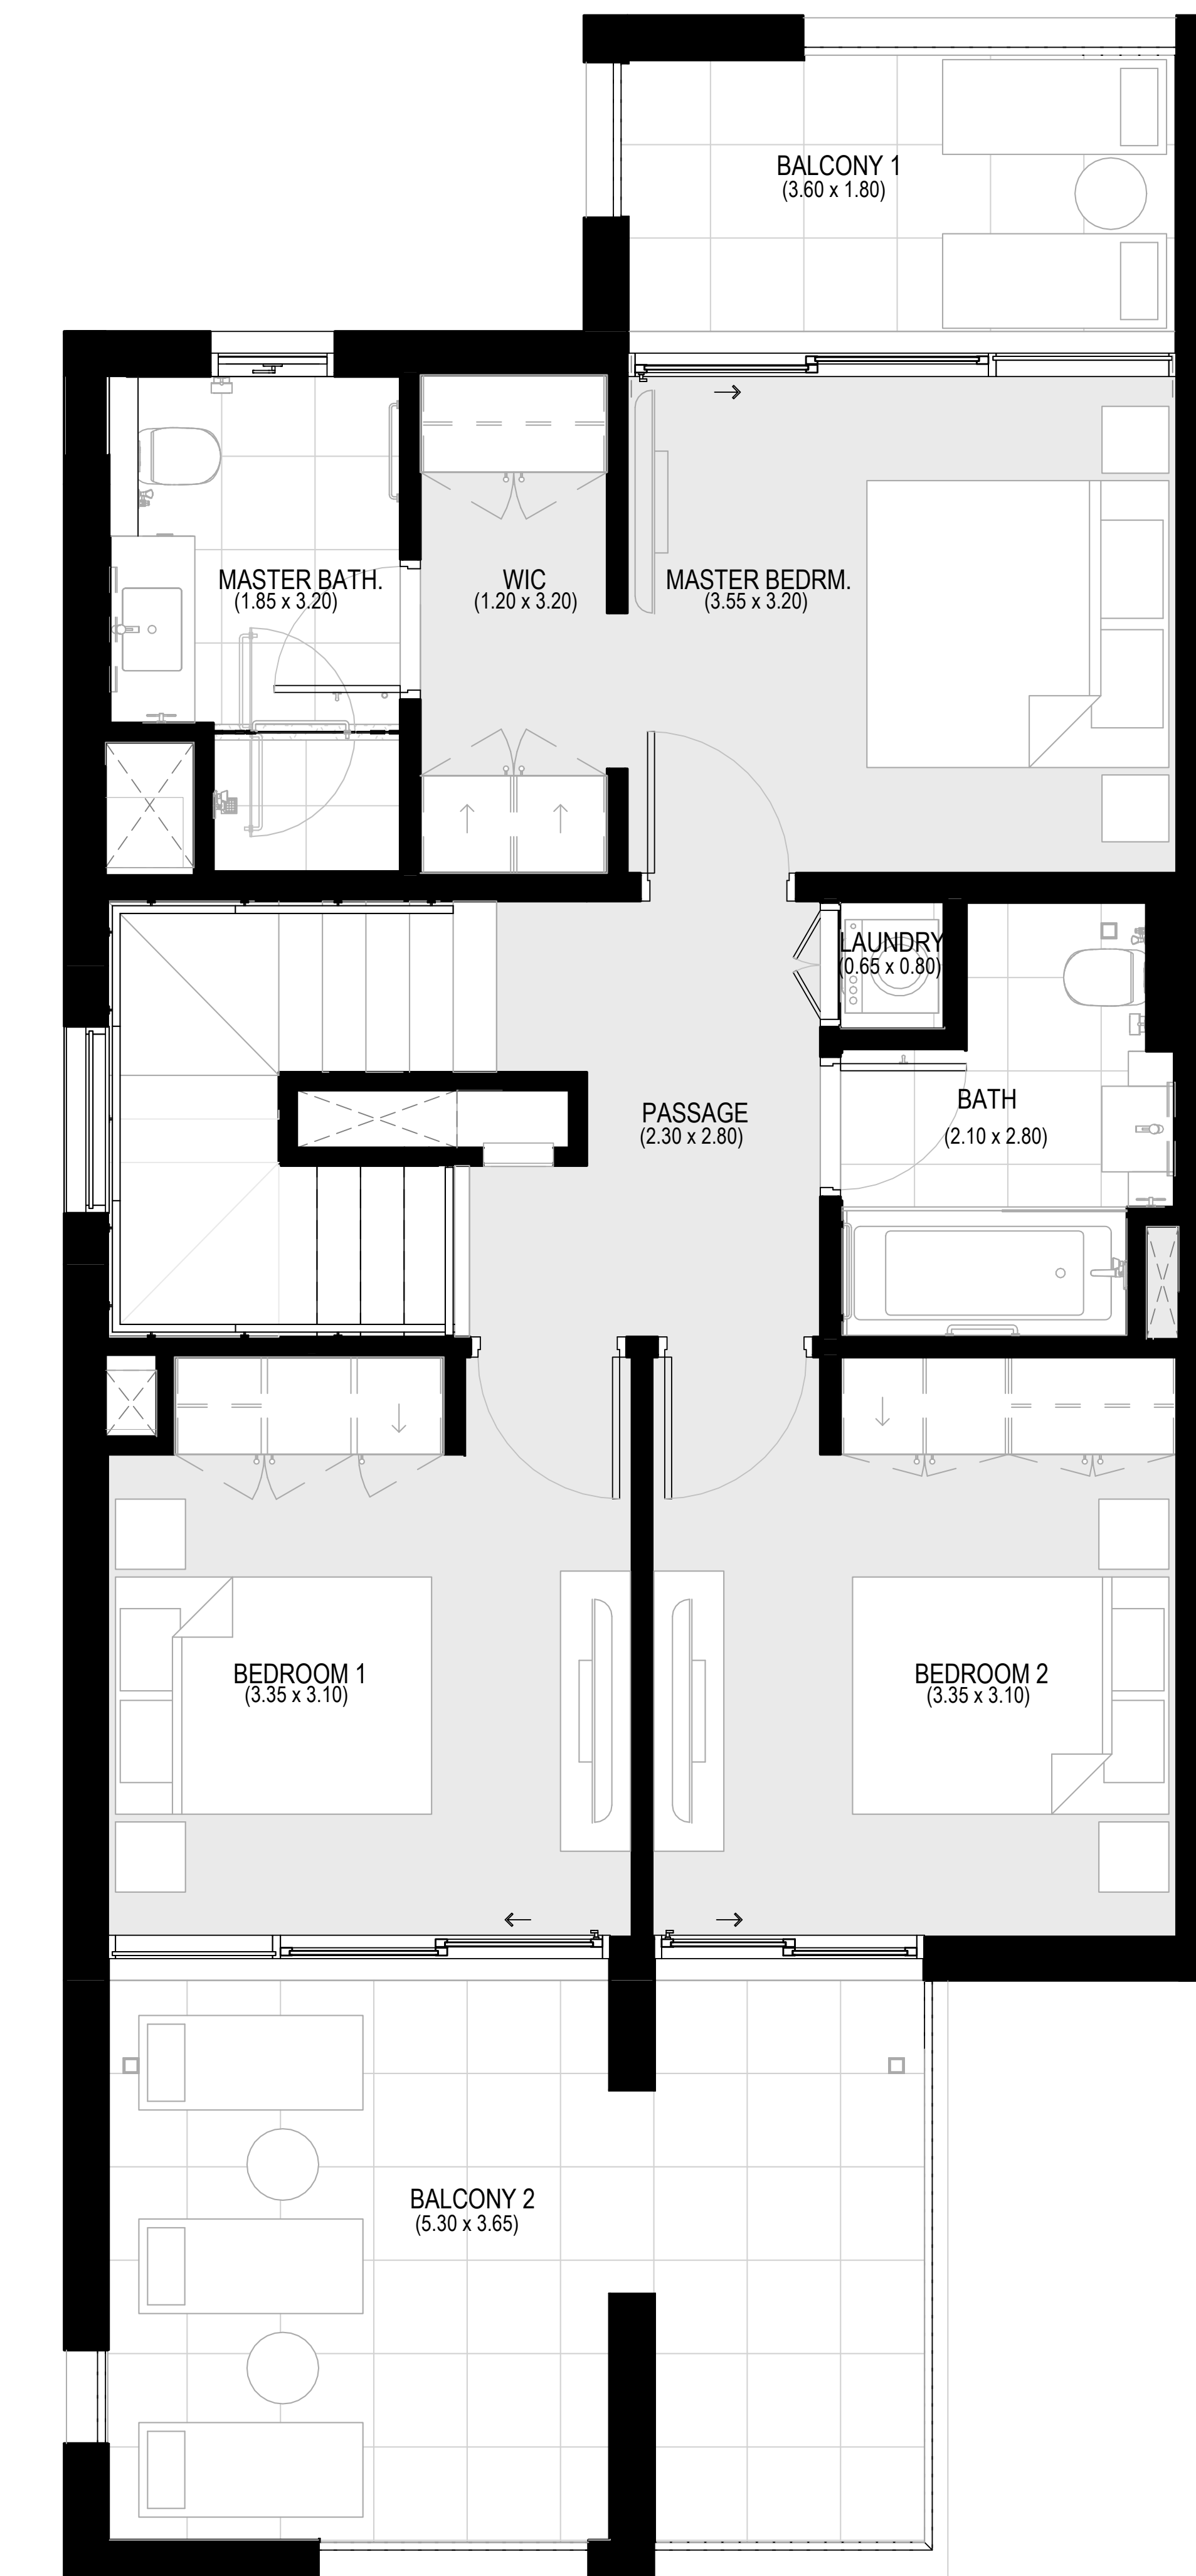 BALCONY 1
(3.60 x 1.80)
MASTER BATH.
(1.85 x 3.20)
WIC
(1.20 x 3.20)
MASTER BEDRM.
(3.55 x 3.20)
LAUNDRY
(0.65 x 0.80)
PASSAGE
(2.30 x 2.80)
BATH
(2.10 x 2.80)
BEDROOM 1
(3.35 x 3.10)
BEDROOM 2
(3.35 x 3.10)
BALCONY 2
(5.30 x 3.65)